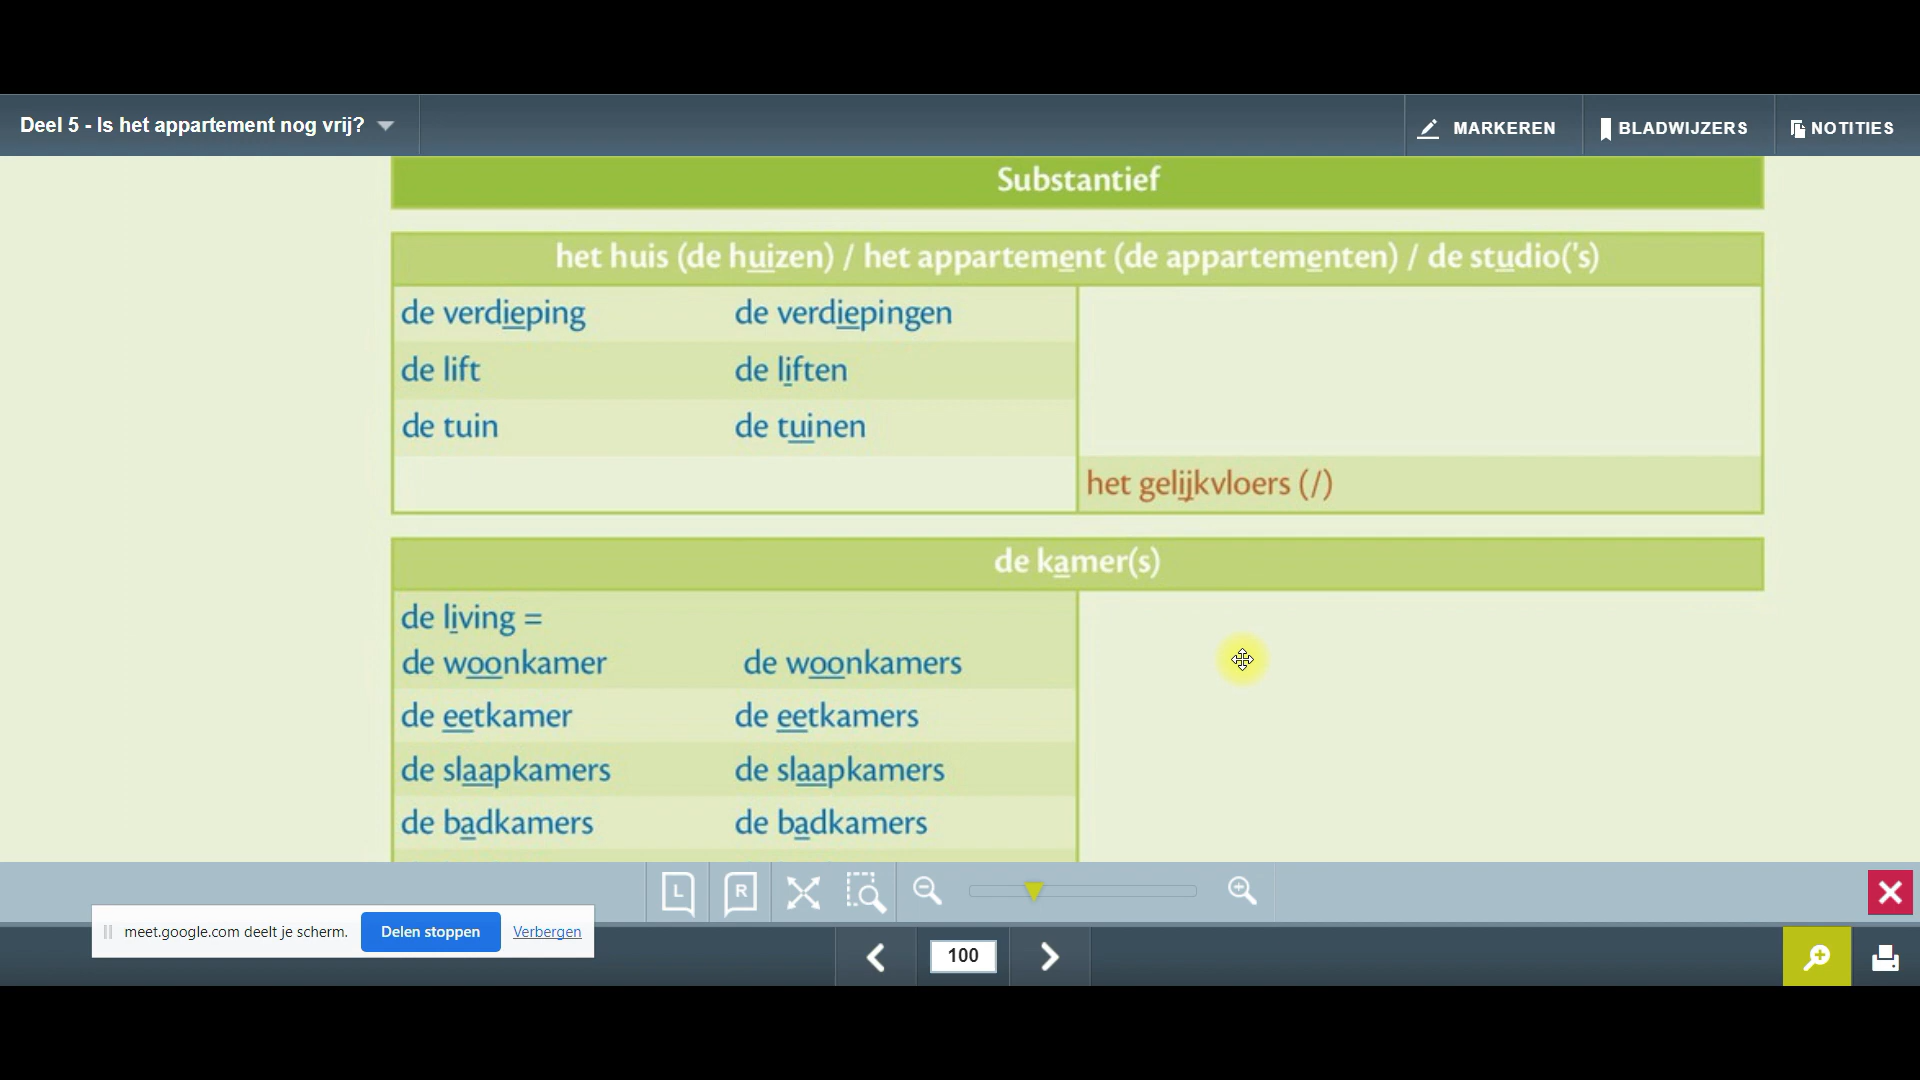 Deel 5 - Is het appartement nog vrij?
MARKEREN
BLADWIJZERS
NOTITIES
Substantief
het huis (de huizen) / het appartement (de appartementen) / de studio('s)
de verdieping de verdiepingen
de lift de liften
de tuin de tuinen
het gelijkvloers (/)
de kamer(s)
de living =
de woonkamer de woonkamers
de eetkamer de eetkamers
de slaapkamers de slaapkamers
de badkamers de badkamers
L R
meet.google.com deelt je scherm. Delen stoppen Verbergen
100